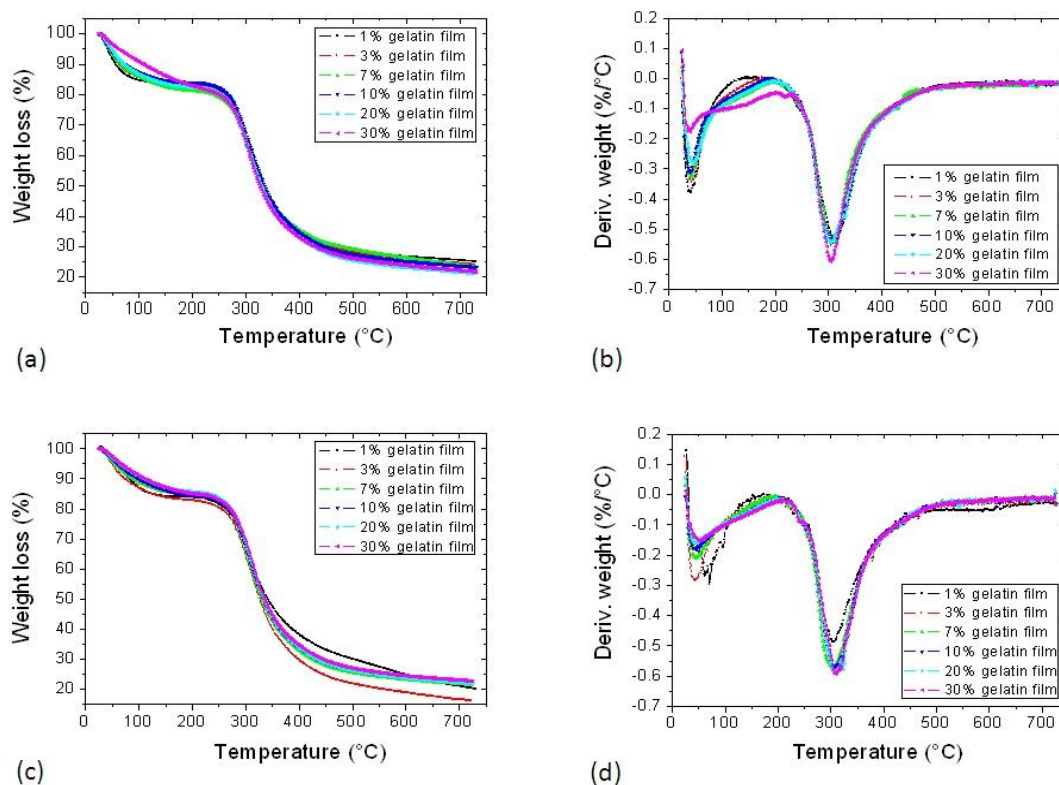 100
90
80
70
60
50
40
30
20
Weight loss (%)
0 100 200 300 400 500 600 700
Temperature (°C)
1% gelatin film
3% gelatin film
7% gelatin film
10% gelatin film
20% gelatin film
30% gelatin film
(a)
0.2
0.1
0.0
-0.1
-0.2
-0.3
-0.4
-0.5
-0.6
-0.7
Deriv. weight (%/°C)
0 100 200 300 400 500 600 700
Temperature (°C)
1% gelatin film
3% gelatin film
7% gelatin film
10% gelatin film
20% gelatin film
30% gelatin film
(b)
100
90
80
70
60
50
40
30
20
Weight loss (%)
0 100 200 300 400 500 600 700
Temperature (°C)
1% gelatin film
3% gelatin film
7% gelatin film
10% gelatin film
20% gelatin film
30% gelatin film
(c)
0.2
0.1
0.0
-0.1
-0.2
-0.3
-0.4
-0.5
-0.6
-0.7
Deriv. weight (%/°C)
0 100 200 300 400 500 600 700
Temperature (°C)
1% gelatin film
3% gelatin film
7% gelatin film
10% gelatin film
20% gelatin film
30% gelatin film
(d)